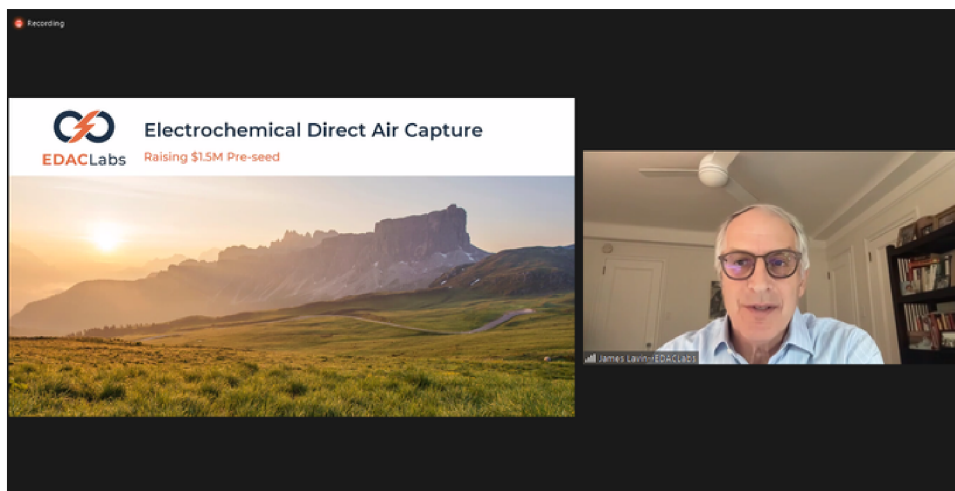 Recording
Electrochemical Direct Air Capture
EDACLabs
Raising $1.5M Pre-seed
James Lavin, EDACLabs